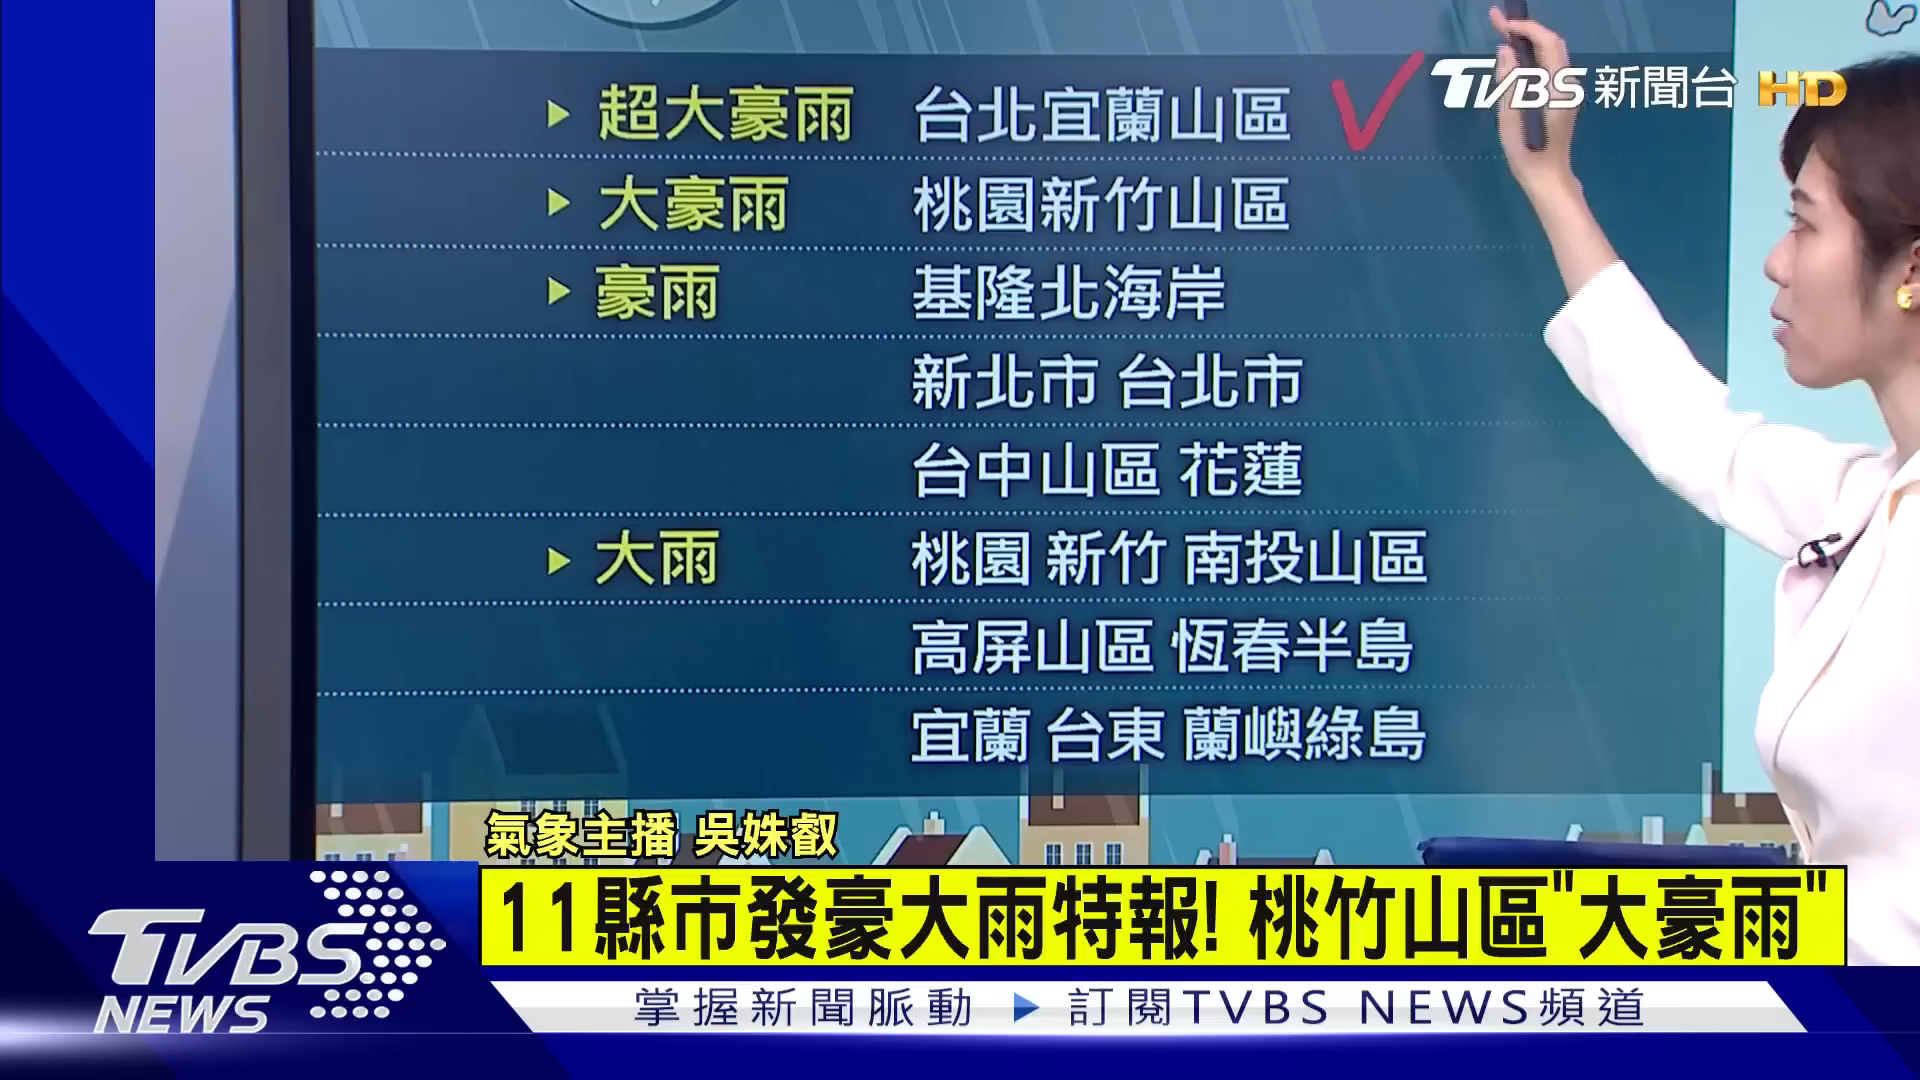 TVBS新聞台 HD
▶ 超大豪雨 台北宜蘭山區
▶ 大豪雨 桃園新竹山區
▶ 豪雨 基隆北海岸
新北市 台北市
台中山區 花蓮
▶ 大雨 桃園 新竹 南投山區
高屏山區 恆春半島
宜蘭 台東 蘭嶼綠島
氣象主播 吳姝叡
11縣市發豪大雨特報! 桃竹山區"大豪雨"
TVBS
NEWS
掌握新聞脈動 ▶ 訂閱TVBS NEWS頻道